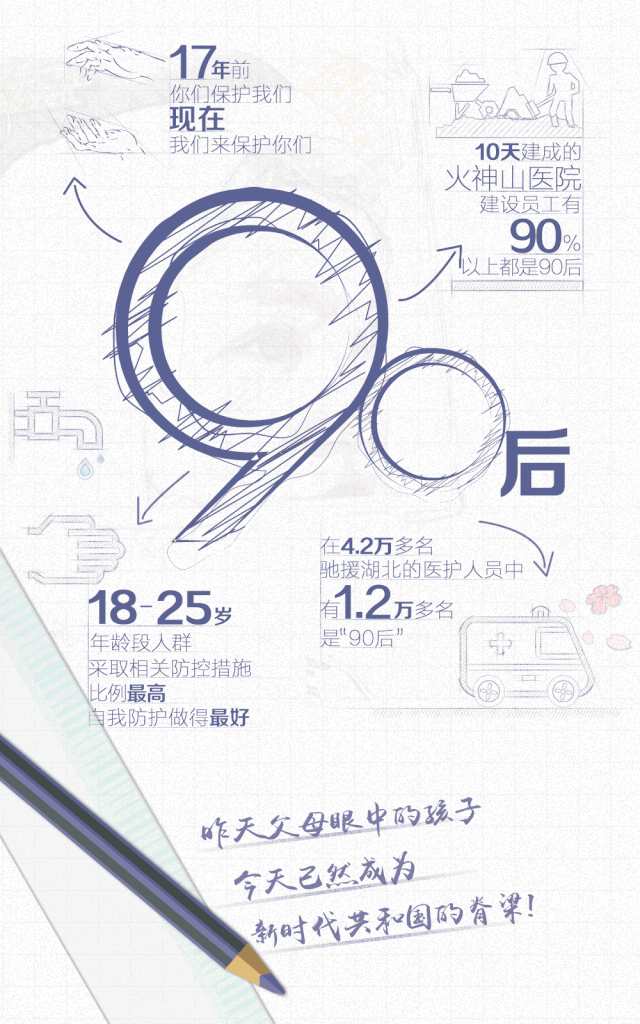 17年前
你们保护我们
现在
我们来保护你们
10天建成的
火神山医院
建设员工有
90%
以上都是90后
90后
在4.2万多名
驰援湖北的医护人员中
有1.2万多名
是“90后”
18-25岁
年龄段人群
采取相关防控措施
比例最高
自我防护做得最好
昨天父母眼中的孩子
今天已然成为
新时代共和国的脊梁!